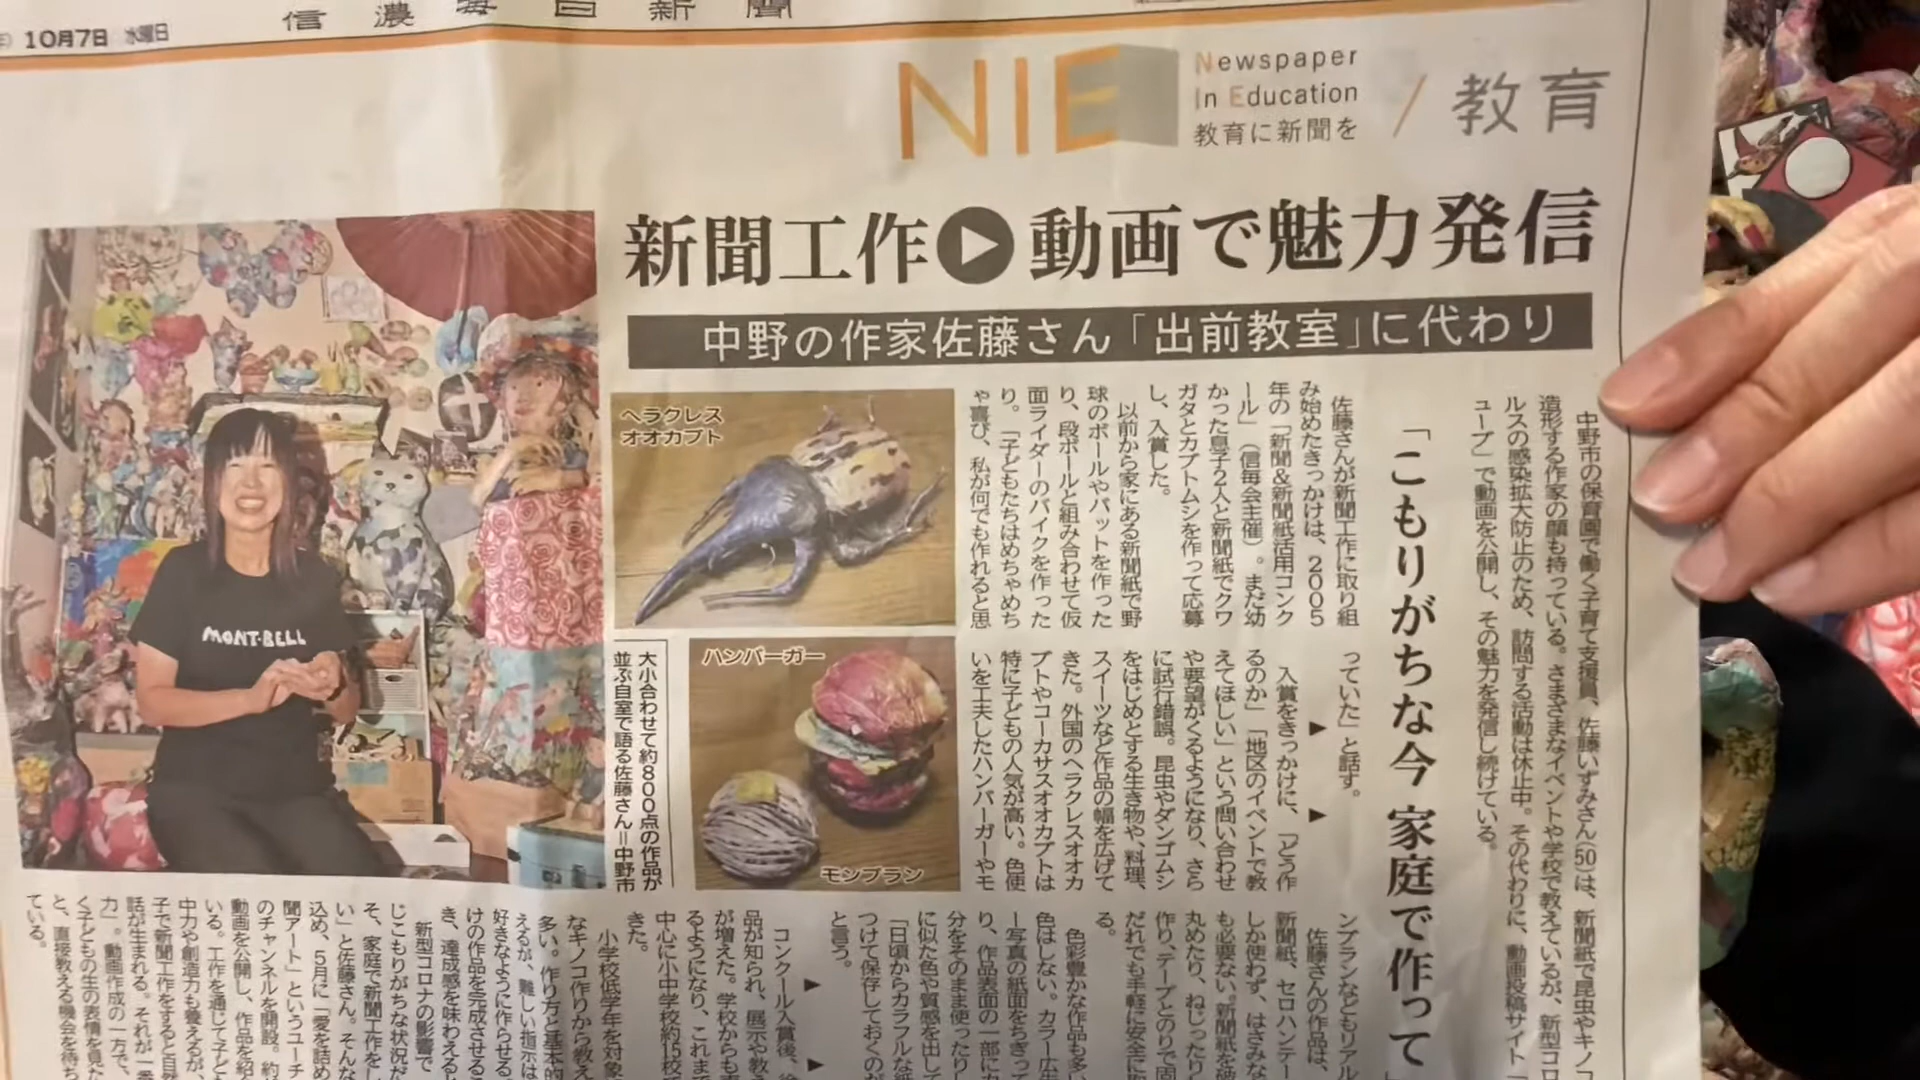 10月7日 水曜日
信濃毎日新聞
NIE
Newspaper
In Education
教育に新聞を
/ 教育
新聞工作▶動画で魅力発信
中野の作家佐藤さん「出前教室」に代わり
中野市の保育園で働く子育て支援員、佐藤いずみさん(50)は、新聞紙で昆虫やキノコ
造形する作家の顔も持っている。さまざまなイベントや学校で教えているが、新型コロ
ルスの感染拡大防止のため、訪問する活動は休止中。その代わりに、動画投稿サイト「
ューブ」で動画を公開し、その魅力を発信し続けている。
「こもりがちな今 家庭で作って」
佐藤さんが新聞工作に取り組
み始めたきっかけは、2005
年の「新聞&新聞紙活用コンク
ール」(信毎会主催)。まだ幼
かった息子2人と新聞紙でクワ
ガタとカブトムシを作って応募
し、入賞した。
以前から家にある新聞紙で野
球のボールやバットを作った
り、段ボールと組み合わせて仮
面ライダーのバイクを作った
り。「子どもたちはめちゃめち
ゃ喜び、私が何でも作れると思
っていた」と話す。
▶ ▶
入賞をきっかけに、「どう作
るのか」「地区のイベントで教
えてほしい」という問い合わせ
や要望がくるようになり、さら
に試行錯誤。昆虫やダンゴムシ
をはじめとする生き物や、料理、
スイーツなど作品の幅を広げて
きた。外国のヘラクレスオオカ
ブトやコーカサスオオカブトは
特に子どもの人気が高い。色使
いを工夫したハンバーガーやモ
ンブランなどもリアル
佐藤さんの作品は、
新聞紙、セロハンテー
しか使わず、はさみな
も必要ない。新聞紙を破
丸めたり、ねじったり
作り、テープとのりで固
だれでも手軽に安全に
る。
色彩豊かな作品も多い
色はしない。カラー広告
ー写真の紙面をちぎって
り、作品表面の一部に
分をそのまま使ったりし
に似た色や質感を出して
「日頃からカラフルな紙
つけて保存しておくのが
と言う。
▶ ▶
コンクール入賞後、
品が知られ、展示や教
が増えた。学校からも
るようになり、これまで
中心に小中学校約15校で
きた。
小学校低学年を対象
なキノコ作りから教え
多い。作り方と基本的
えるが、難しい指示は
好きなように作らせる。
けの作品を完成させるこ
き、達成感を味わえると
新型コロナの影響で
じこもりがちな状況だ
そ、家庭で新聞工作をし
い」と佐藤さん。そんな
込め、5月に「愛を詰め
聞アート」というユーチ
のチャンネルを開設。約
動画を公開し、作品を紹
いる。工作を通じて子ども
中力や創造力も養えるが、
子で新聞工作をすると自然
話が生まれる。それが一番
力」。動画作成の一方で、
く子どもの生の表情を見た
と、直接教える機会を待ち
ている。
ヘラクレス
オオカブト
ハンバーガー
モンブラン
大小合わせて約800点の作品が
並ぶ自室で語る佐藤さん=中野市
MONT-BELL